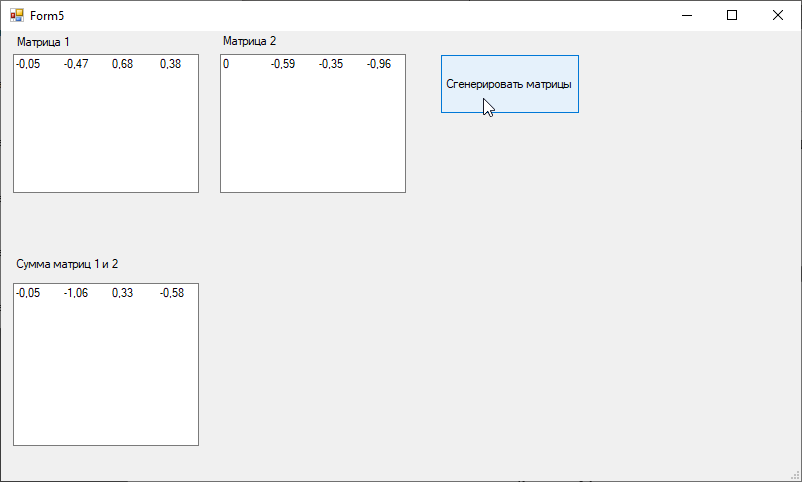 Form5
Матрица 1
Матрица 2
-0,05 -0,47 0,68 0,38
0 -0,59 -0,35 -0,96
Сгенерировать матрицы
Сумма матриц 1 и 2
-0,05 -1,06 0,33 -0,58